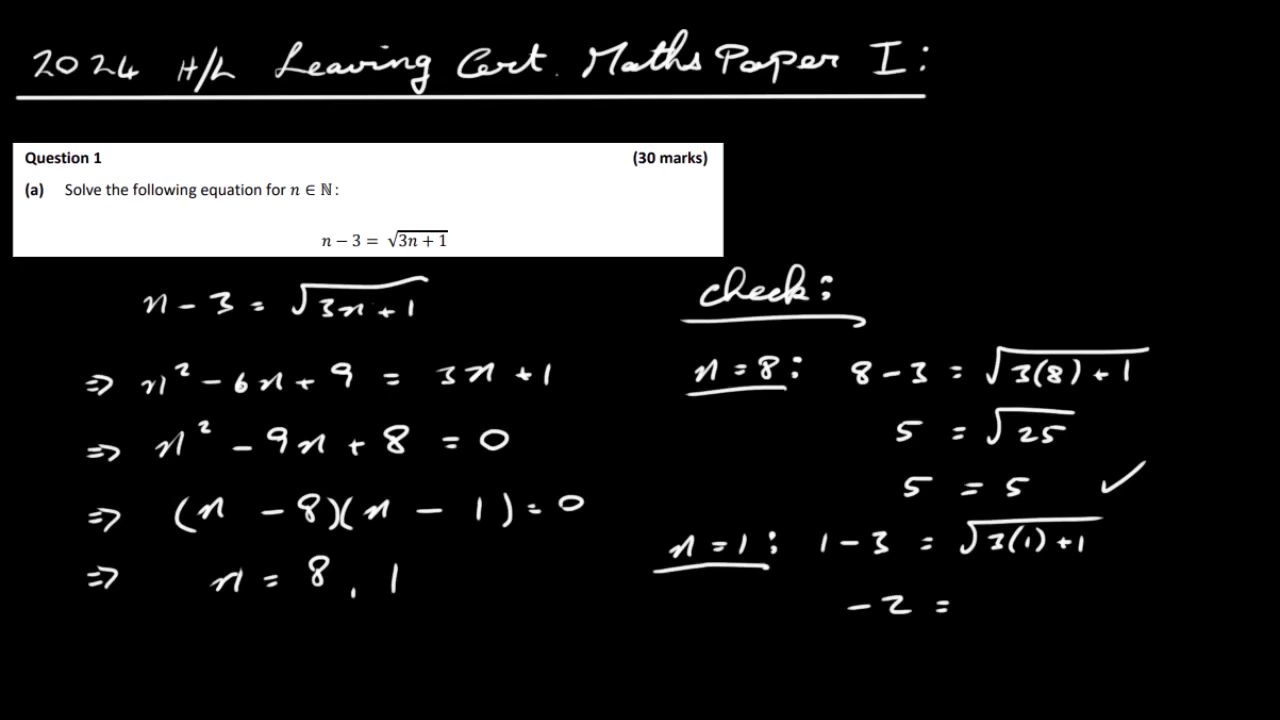 2024 H/L Leaving Cert. Maths Paper I:
Question 1 (30 marks)
(a) Solve the following equation for n ∈ ℕ:
n − 3 = √(3n + 1)
n - 3 = √(3n + 1)
⇒ n² - 6n + 9 = 3n + 1
⇒ n² - 9n + 8 = 0
⇒ (n - 8)(n - 1) = 0
⇒ n = 8, 1
check:
n = 8: 8 - 3 = √(3(8) + 1)
5 = √25
5 = 5 ✓
n = 1: 1 - 3 = √(3(1) + 1)
-2 =